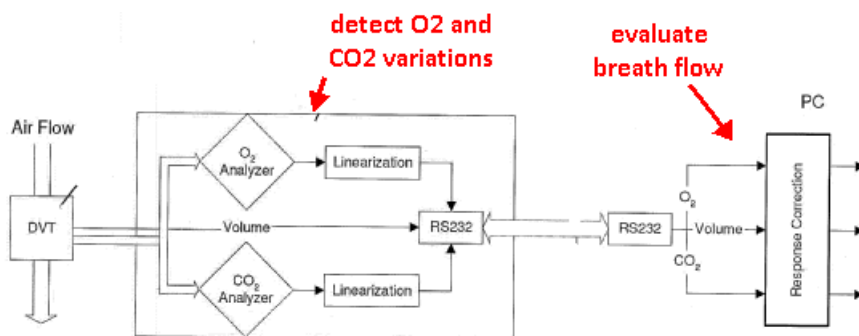 detect O2 and
CO2 variations
evaluate
breath flow
PC
Air Flow
O2
Analyzer
Linearization
DVT
Volume
RS232
RS232
O2
Volume
CO2
Response Correction
CO2
Analyzer
Linearization